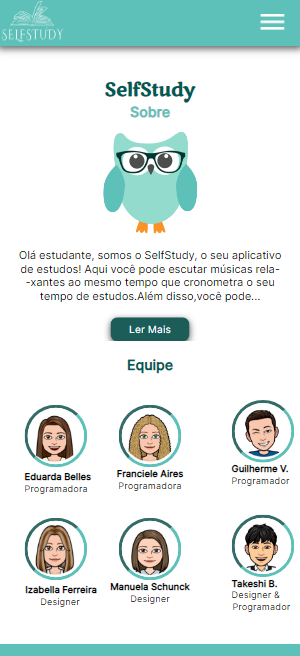 SELFSTUDY
SelfStudy
Sobre
Olá estudante, somos o SelfStudy, o seu aplicativo
de estudos! Aqui você pode escutar músicas rela-
-xantes ao mesmo tempo que cronometra o seu
tempo de estudos.Além disso,você pode...
Ler Mais
Equipe
Eduarda Belles
Programadora
Franciele Aires
Programadora
Guilherme V.
Programador
Izabella Ferreira
Designer
Manuela Schunck
Designer
Takeshi B.
Designer &
Programador